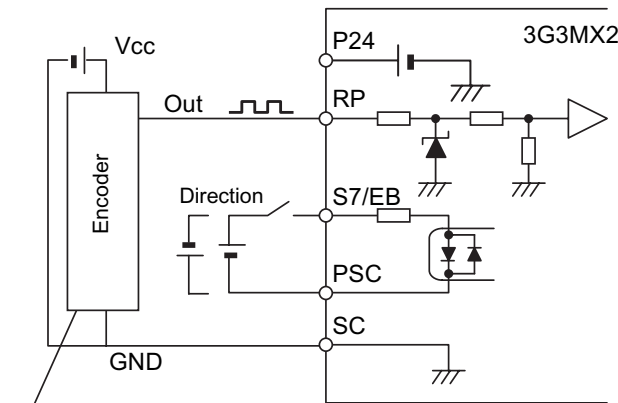 3G3MX2
P24
Vcc
RP
Out
Encoder
Direction
S7/EB
PSC
SC
GND